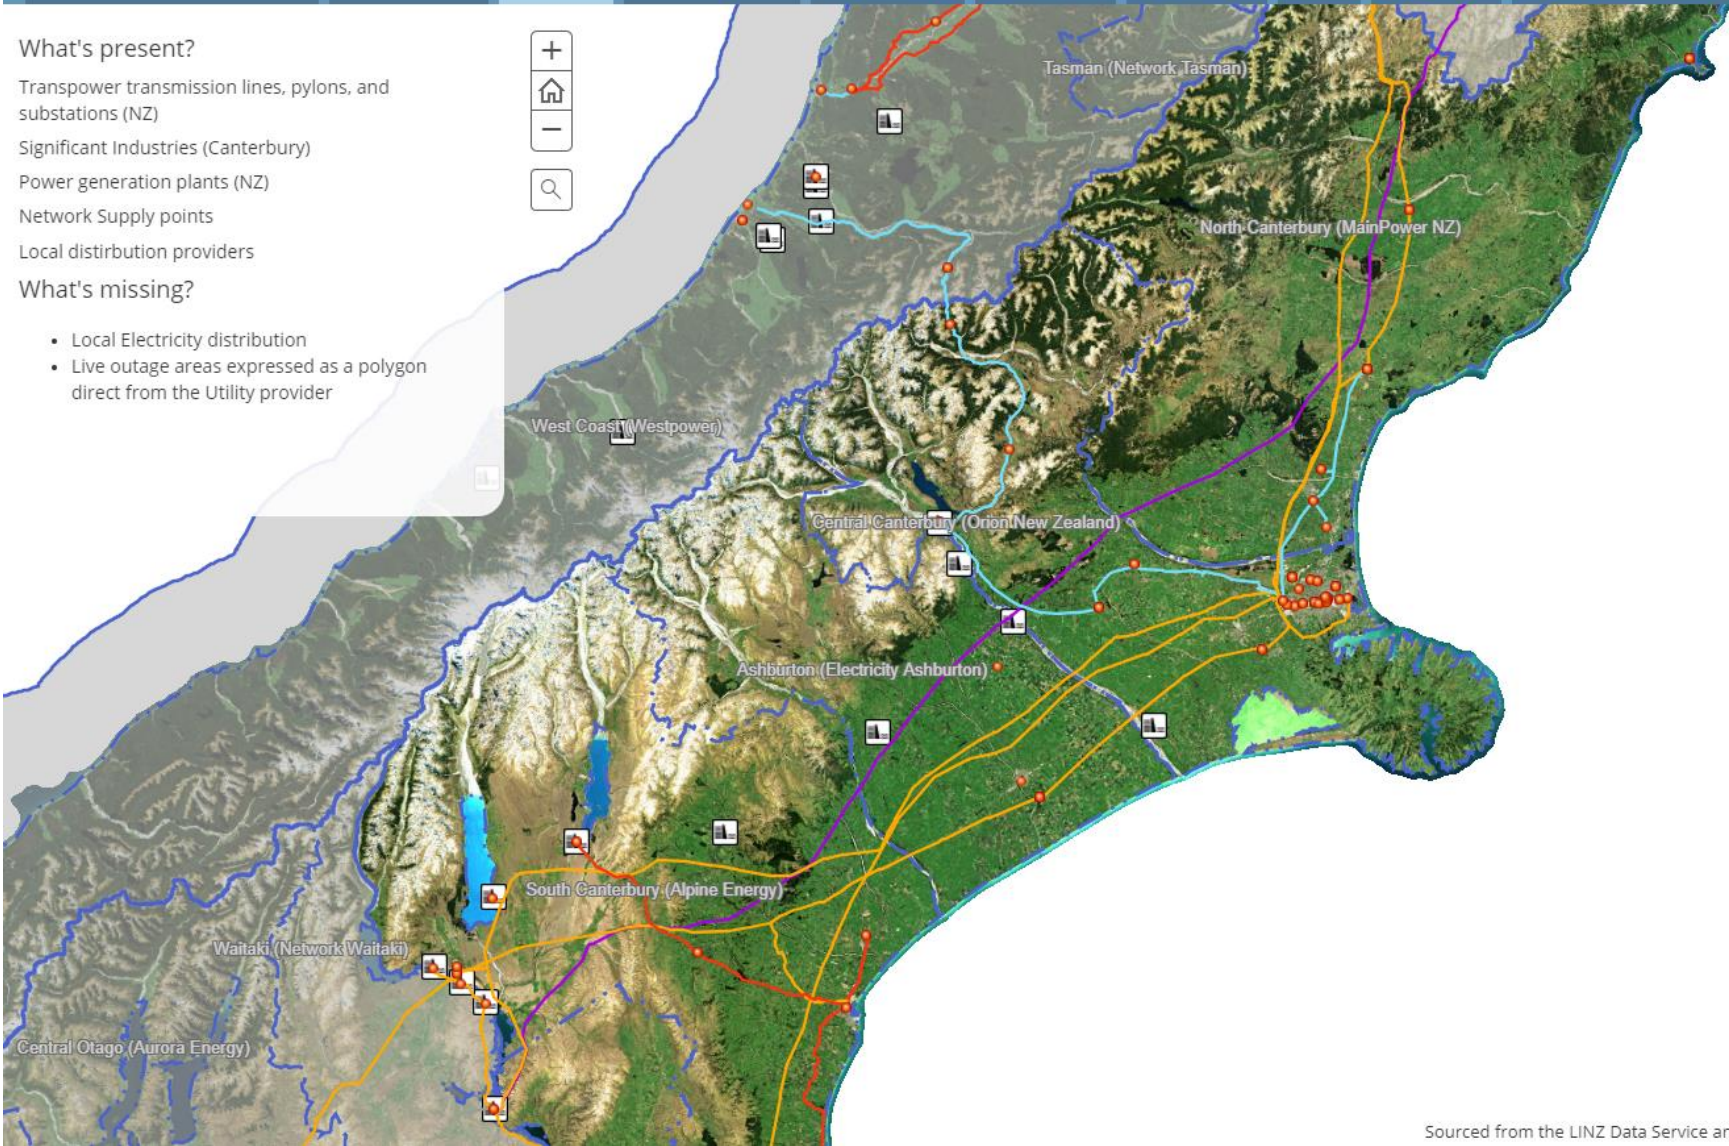 What's present?
Transpower transmission lines, pylons, and
substations (NZ)
Significant Industries (Canterbury)
Power generation plants (NZ)
Network Supply points
Local distirbution providers
What's missing?
• Local Electricity distribution
• Live outage areas expressed as a polygon
direct from the Utility provider
Tasman (Network Tasman)
North Canterbury (MainPower NZ)
West Coast (Westpower)
Central Canterbury (Orion New Zealand)
Ashburton (Electricity Ashburton)
South Canterbury (Alpine Energy)
Waitaki (Network Waitaki)
Central Otago (Aurora Energy)
Sourced from the LINZ Data Service ar